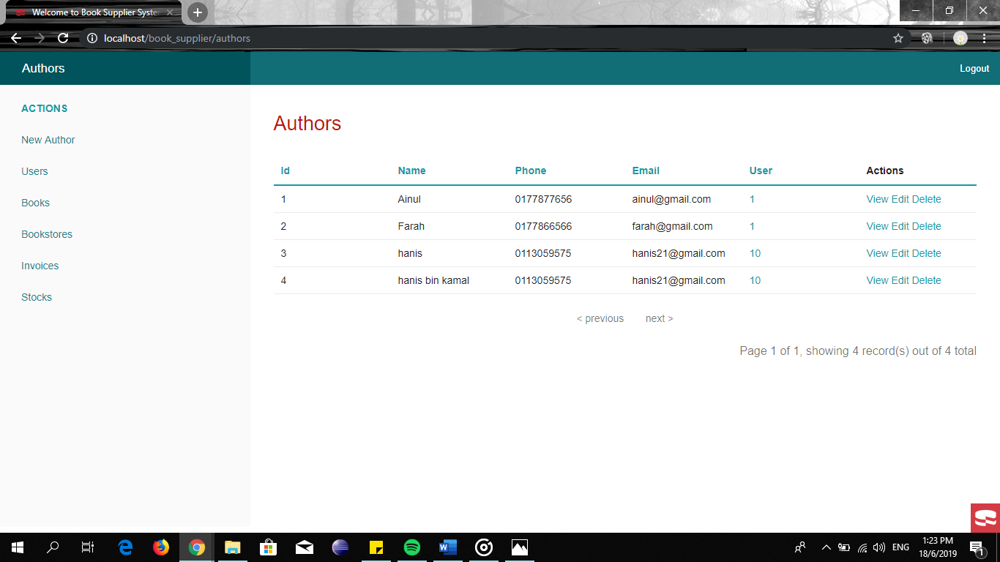 Welcome to Book Supplier Syste
localhost/book_supplier/authors
Authors
Logout
ACTIONS
New Author
Users
Books
Bookstores
Invoices
Stocks
Authors
Id Name Phone Email User Actions
1 Ainul 0177877656 ainul@gmail.com 1 View Edit Delete
2 Farah 0177866566 farah@gmail.com 1 View Edit Delete
3 hanis 0113059575 hanis21@gmail.com 10 View Edit Delete
4 hanis bin kamal 0113059575 hanis21@gmail.com 10 View Edit Delete
< previous next >
Page 1 of 1, showing 4 record(s) out of 4 total
ENG
1:23 PM
18/6/2019
1